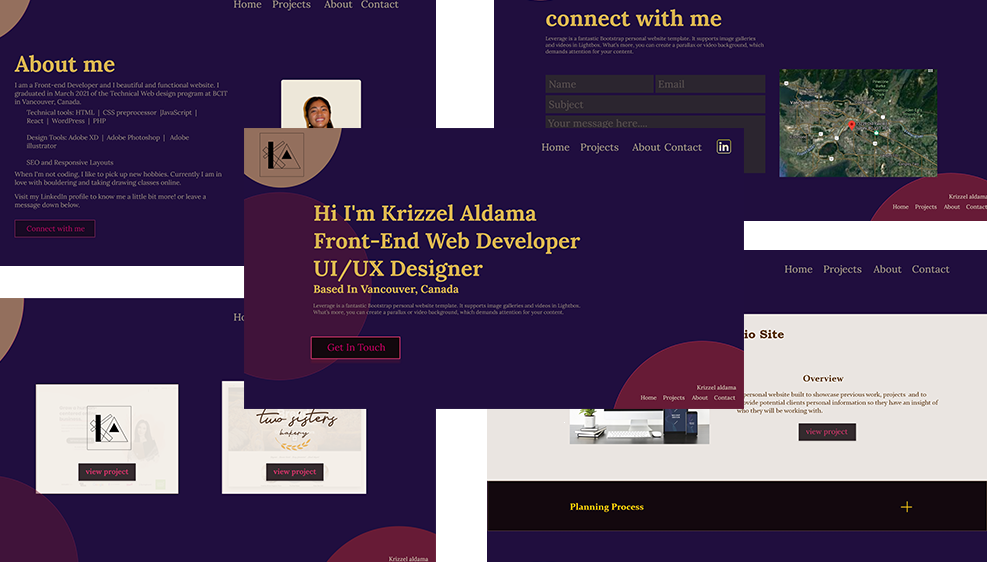 Home Projects About Contact
About me
I am a Front-end Developer and I beautiful and functional website. I
graduated in March 2021 of the Technical Web design program at BCIT
in Vancouver, Canada.
Technical tools: HTML | CSS preprocessor |JavaScript |
React | WordPress | PHP
Design Tools: Adobe XD | Adobe Photoshop | Adobe
illustrator
SEO and Responsive Layouts
When I'm not coding, I like to pick up new hobbies. Currently I am in
love with bouldering and taking drawing classes online.
Visit my LinkedIn profile to know me a little bit more! or leave a
message down below.
Connect with me
connect with me
Leverage is a fantastic Bootstrap personal website template. It supports image galleries
and videos in Lightbox. What's more, you can create a parallax or video background, which
demands attention for your content.
Name Email
Subject
Your message here....
Krizzel aldama
Home Projects About Contact
Home Projects About Contact in
Hi I'm Krizzel Aldama
Front-End Web Developer
UI/UX Designer
Based In Vancouver, Canada
Leverage is a fantastic Bootstrap personal website template. It supports image galleries and videos in Lightbox.
What's more, you can create a parallax or video background, which demands attention for your content.
Get In Touch
Krizzel aldama
Home Projects About Contact
Ho
two sisters
bakery
view project view project
Krizzel aldama
Home Projects About Contact
io Site
Overview
personal website built to showcase previous work, projects and to
ovide potential clients personal information so they have an insight of
who they will be working with.
view project
Planning Process